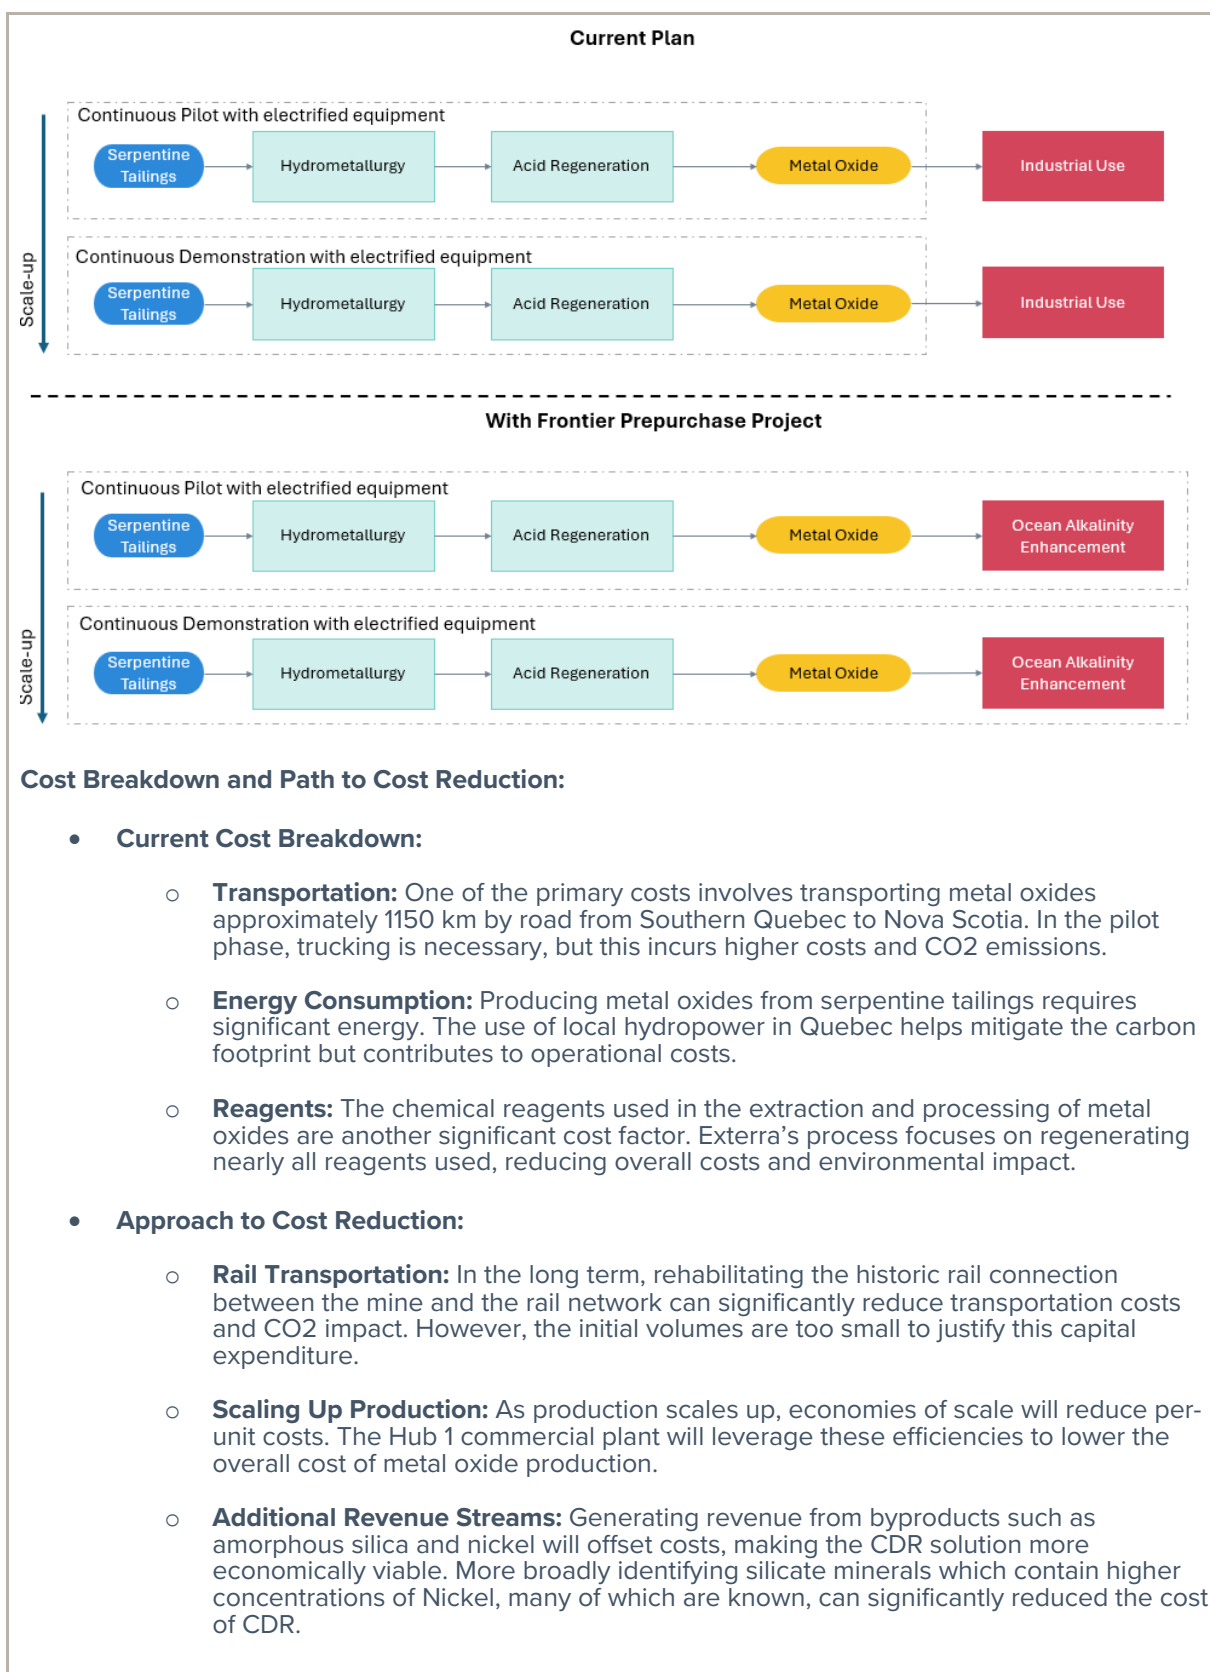 Current Plan
Continuous Pilot with electrified equipment
Serpentine
Tailings
Hydrometallurgy
Acid Regeneration
Metal Oxide
Industrial Use
Continuous Demonstration with electrified equipment
Serpentine
Tailings
Hydrometallurgy
Acid Regeneration
Metal Oxide
Industrial Use
Scale-up
With Frontier Prepurchase Project
Continuous Pilot with electrified equipment
Serpentine
Tailings
Hydrometallurgy
Acid Regeneration
Metal Oxide
Ocean Alkalinity
Enhancement
Continuous Demonstration with electrified equipment
Serpentine
Tailings
Hydrometallurgy
Acid Regeneration
Metal Oxide
Ocean Alkalinity
Enhancement
Scale-up
Cost Breakdown and Path to Cost Reduction:
• Current Cost Breakdown:
○ Transportation: One of the primary costs involves transporting metal oxides
approximately 1150 km by road from Southern Quebec to Nova Scotia. In the pilot
phase, trucking is necessary, but this incurs higher costs and CO2 emissions.
○ Energy Consumption: Producing metal oxides from serpentine tailings requires
significant energy. The use of local hydropower in Quebec helps mitigate the carbon
footprint but contributes to operational costs.
○ Reagents: The chemical reagents used in the extraction and processing of metal
oxides are another significant cost factor. Exterra’s process focuses on regenerating
nearly all reagents used, reducing overall costs and environmental impact.
• Approach to Cost Reduction:
○ Rail Transportation: In the long term, rehabilitating the historic rail connection
between the mine and the rail network can significantly reduce transportation costs
and CO2 impact. However, the initial volumes are too small to justify this capital
expenditure.
○ Scaling Up Production: As production scales up, economies of scale will reduce per-
unit costs. The Hub 1 commercial plant will leverage these efficiencies to lower the
overall cost of metal oxide production.
○ Additional Revenue Streams: Generating revenue from byproducts such as
amorphous silica and nickel will offset costs, making the CDR solution more
economically viable. More broadly identifying silicate minerals which contain higher
concentrations of Nickel, many of which are known, can significantly reduced the cost
of CDR.